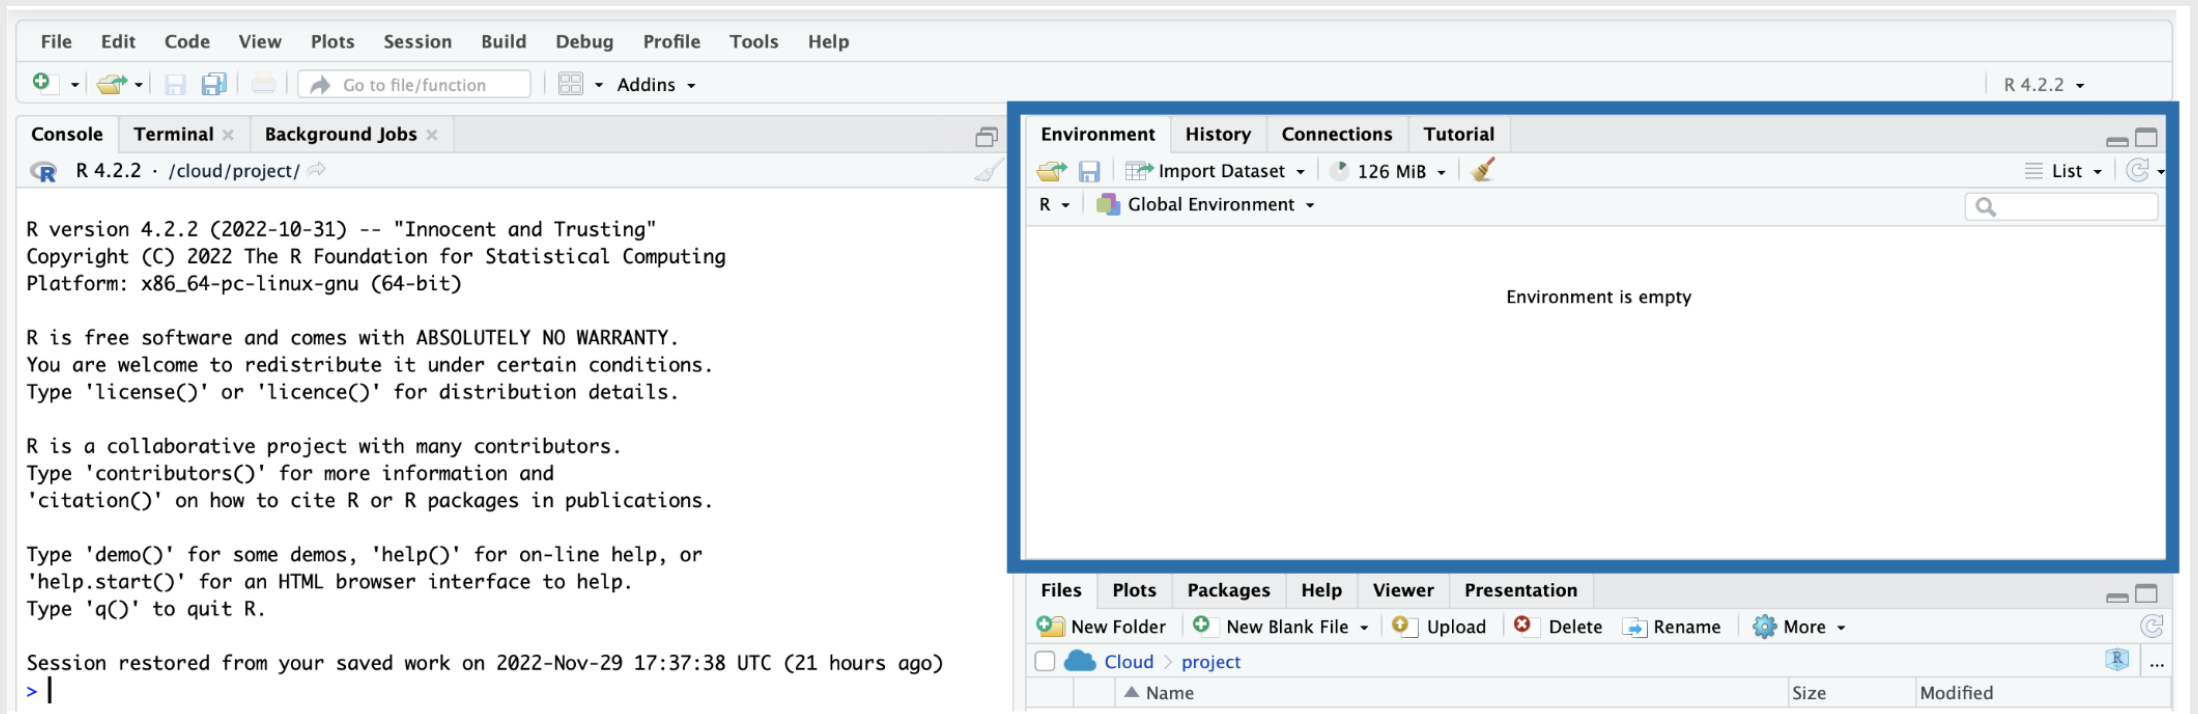 File Edit Code View Plots Session Build Debug Profile Tools Help
Go to file/function Addins R 4.2.2
Console Terminal Background Jobs
R 4.2.2 · /cloud/project/
R version 4.2.2 (2022-10-31) -- "Innocent and Trusting"
Copyright (C) 2022 The R Foundation for Statistical Computing
Platform: x86_64-pc-linux-gnu (64-bit)
R is free software and comes with ABSOLUTELY NO WARRANTY.
You are welcome to redistribute it under certain conditions.
Type 'license()' or 'licence()' for distribution details.
R is a collaborative project with many contributors.
Type 'contributors()' for more information and
'citation()' on how to cite R or R packages in publications.
Type 'demo()' for some demos, 'help()' for on-line help, or
'help.start()' for an HTML browser interface to help.
Type 'q()' to quit R.
Session restored from your saved work on 2022-Nov-29 17:37:38 UTC (21 hours ago)
>
Environment History Connections Tutorial
Import Dataset 126 MiB List
R Global Environment
Environment is empty
Files Plots Packages Help Viewer Presentation
New Folder New Blank File Upload Delete Rename More
Cloud > project ...
Name Size Modified